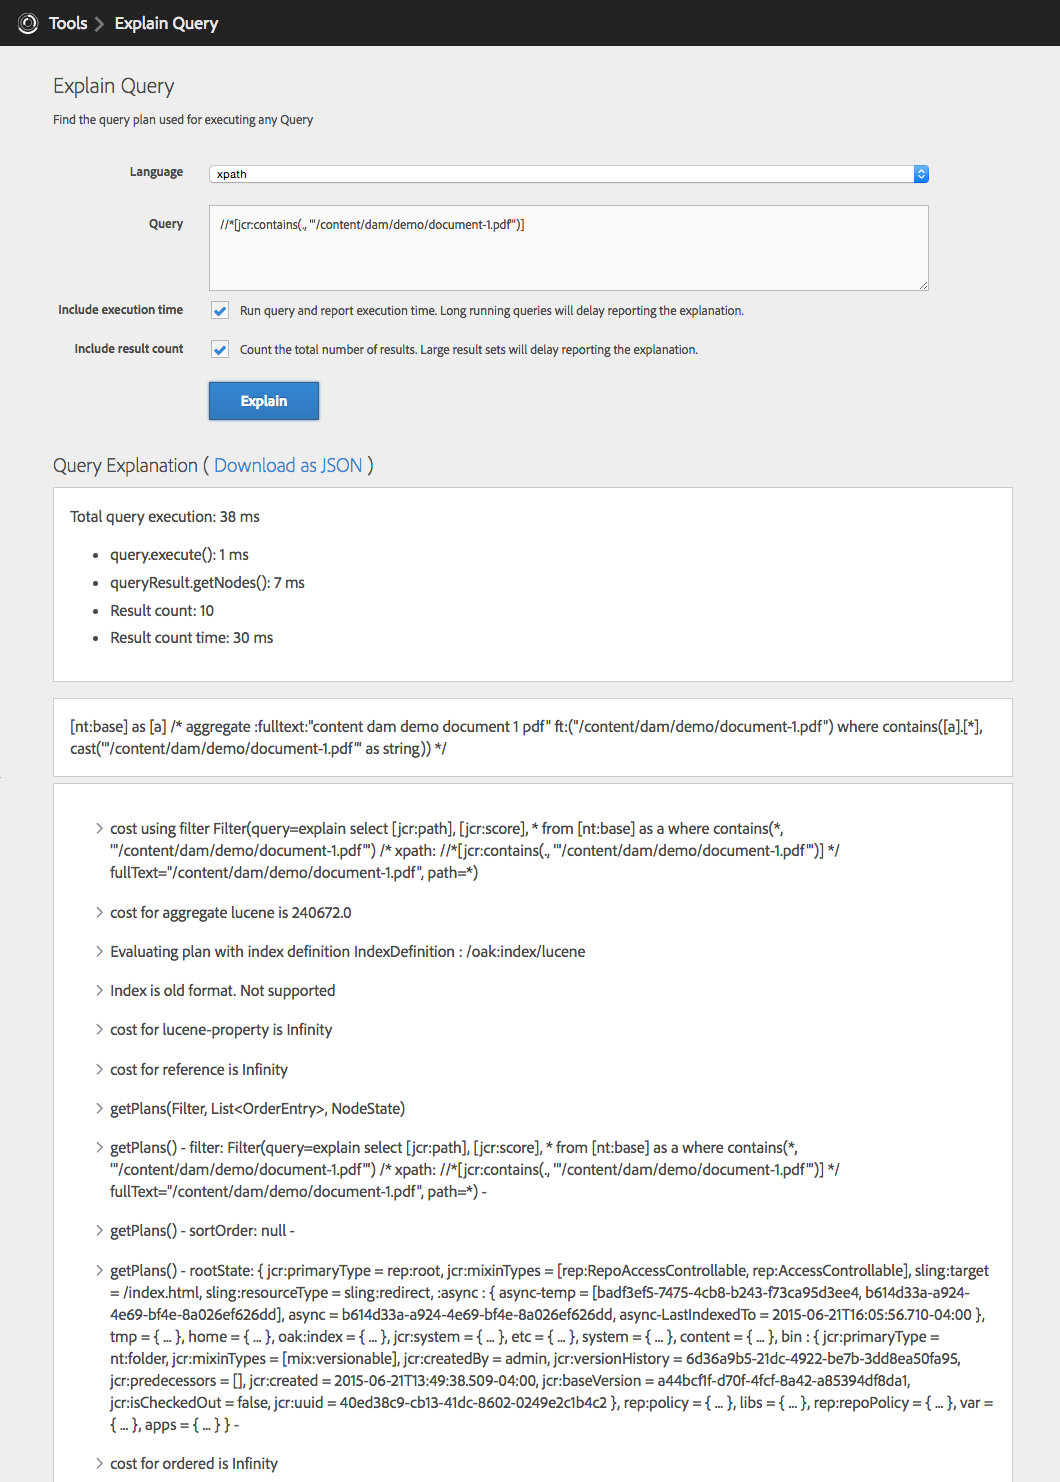 Tools Explain Query
Explain Query
Find the query plan used for executing any Query
Language
xpath
Query
//*[jcr:contains(., '"/content/dam/demo/document-1.pdf"')]
Include execution time
Run query and report execution time. Long running queries will delay reporting the explanation.
Include result count
Count the total number of results. Large result sets will delay reporting the explanation.
Explain
Query Explanation ( Download as JSON )
Total query execution: 38 ms
• query.execute(): 1 ms
• queryResult.getNodes(): 7 ms
• Result count: 10
• Result count time: 30 ms
[nt:base] as [a] /* aggregate :fulltext:"content dam demo document 1 pdf" ft:("/content/dam/demo/document-1.pdf") where contains([a].[*],
cast('"/content/dam/demo/document-1.pdf"' as string)) */
cost using filter Filter(query=explain select [jcr:path], [jcr:score], * from [nt:base] as a where contains(*,
'"/content/dam/demo/document-1.pdf"') /* xpath: //*[jcr:contains(., '"/content/dam/demo/document-1.pdf"')] */
fullText="/content/dam/demo/document-1.pdf", path=*)
cost for aggregate lucene is 240672.0
Evaluating plan with index definition IndexDefinition : /oak:index/lucene
Index is old format. Not supported
cost for lucene-property is Infinity
cost for reference is Infinity
getPlans(Filter, List<OrderEntry>, NodeState)
getPlans() - filter: Filter(query=explain select [jcr:path], [jcr:score], * from [nt:base] as a where contains(*,
'"/content/dam/demo/document-1.pdf"') /* xpath: //*[jcr:contains(., '"/content/dam/demo/document-1.pdf"')] */
fullText="/content/dam/demo/document-1.pdf", path=*) -
getPlans() - sortOrder: null -
getPlans() - rootState: { jcr:primaryType = rep:root, jcr:mixinTypes = [rep:RepoAccessControllable, rep:AccessControllable], sling:target
= /index.html, sling:resourceType = sling:redirect, :async : { async-temp = [badf3ef5-7475-4cb8-b243-f73ca95d3ee4, b614d33a-a924-
4e69-bf4e-8a026ef626dd], async = b614d33a-a924-4e69-bf4e-8a026ef626dd, async-LastIndexedTo = 2015-06-21T16:05:56.710-04:00 },
tmp = { ... }, home = { ... }, oak:index = { ... }, jcr:system = { ... }, etc = { ... }, system = { ... }, content = { ... }, bin : { jcr:primaryType =
nt:folder, jcr:mixinTypes = [mix:versionable], jcr:createdBy = admin, jcr:versionHistory = 6d36a9b5-21dc-4922-be7b-3dd8ea50fa95,
jcr:predecessors = [], jcr:created = 2015-06-21T13:49:38.509-04:00, jcr:baseVersion = a44bcf1f-d70f-4fcf-8a42-a85394df8da1,
jcr:isCheckedOut = false, jcr:uuid = 40ed38c9-cb13-41dc-8602-0249e2c1b4c2 }, rep:policy = { ... }, libs = { ... }, rep:repoPolicy = { ... }, var =
{ ... }, apps = { ... } } -
cost for ordered is Infinity